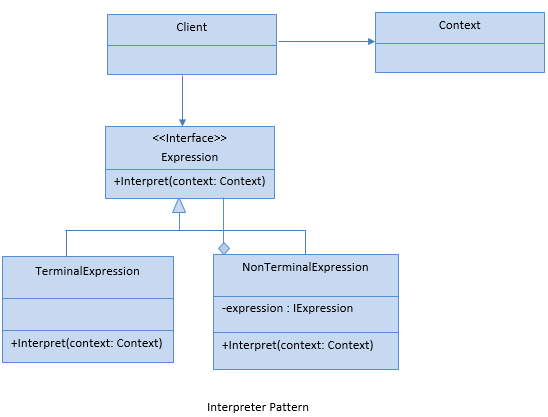 Client
Context
<<Interface>>
Expression
+Interpret(context: Context)
TerminalExpression
NonTerminalExpression
-expression : IExpression
+Interpret(context: Context)
+Interpret(context: Context)
Interpreter Pattern